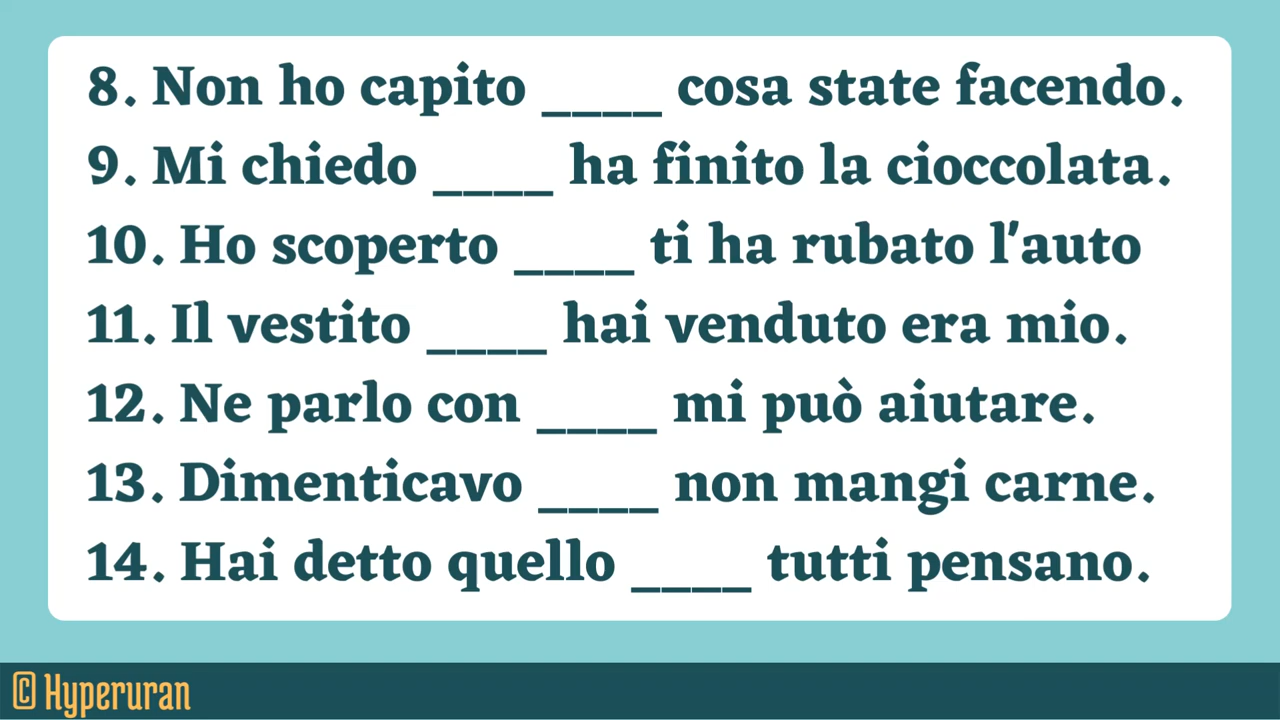 8. Non ho capito ____ cosa state facendo.
9. Mi chiedo ____ ha finito la cioccolata.
10. Ho scoperto ____ ti ha rubato l'auto
11. Il vestito ____ hai venduto era mio.
12. Ne parlo con ____ mi può aiutare.
13. Dimenticavo ____ non mangi carne.
14. Hai detto quello ____ tutti pensano.
© Hyperuran